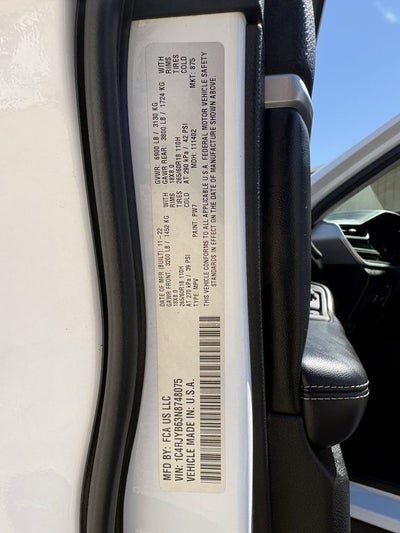 MFD BY: FCA US LLC
DATE OF MFR (BUILT): 11-22
GVWR: 6900 LB / 3130 KG
GAWR FRONT: 3200 LB / 1452 KG WITH
GAWR REAR: 3800 LB / 1724 KG WITH
18X8.0 RIMS
18X8.0 RIMS
265/60R18 110H TIRES
265/60R18 110H TIRES
AT 270 kPa / 39 PSI COLD
AT 290 kPa / 42 PSI COLD
VIN: 1C4RJYB63N8748075
TYPE: MPV
PAINT: PW7
MDH: 111402
MKT: 875
VEHICLE MADE IN: U.S.A.
THIS VEHICLE CONFORMS TO ALL APPLICABLE U.S.A. FEDERAL MOTOR VEHICLE SAFETY
STANDARDS IN EFFECT ON THE DATE OF MANUFACTURE SHOWN ABOVE.